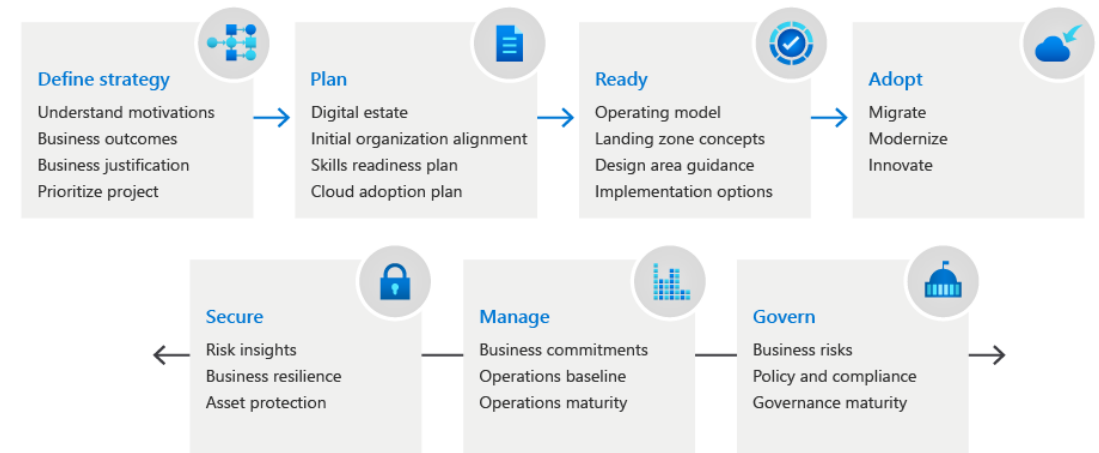 Define strategy
Understand motivations
Business outcomes
Business justification
Prioritize project
Plan
Digital estate
Initial organization alignment
Skills readiness plan
Cloud adoption plan
Ready
Operating model
Landing zone concepts
Design area guidance
Implementation options
Adopt
Migrate
Modernize
Innovate
Secure
Risk insights
Business resilience
Asset protection
Manage
Business commitments
Operations baseline
Operations maturity
Govern
Business risks
Policy and compliance
Governance maturity